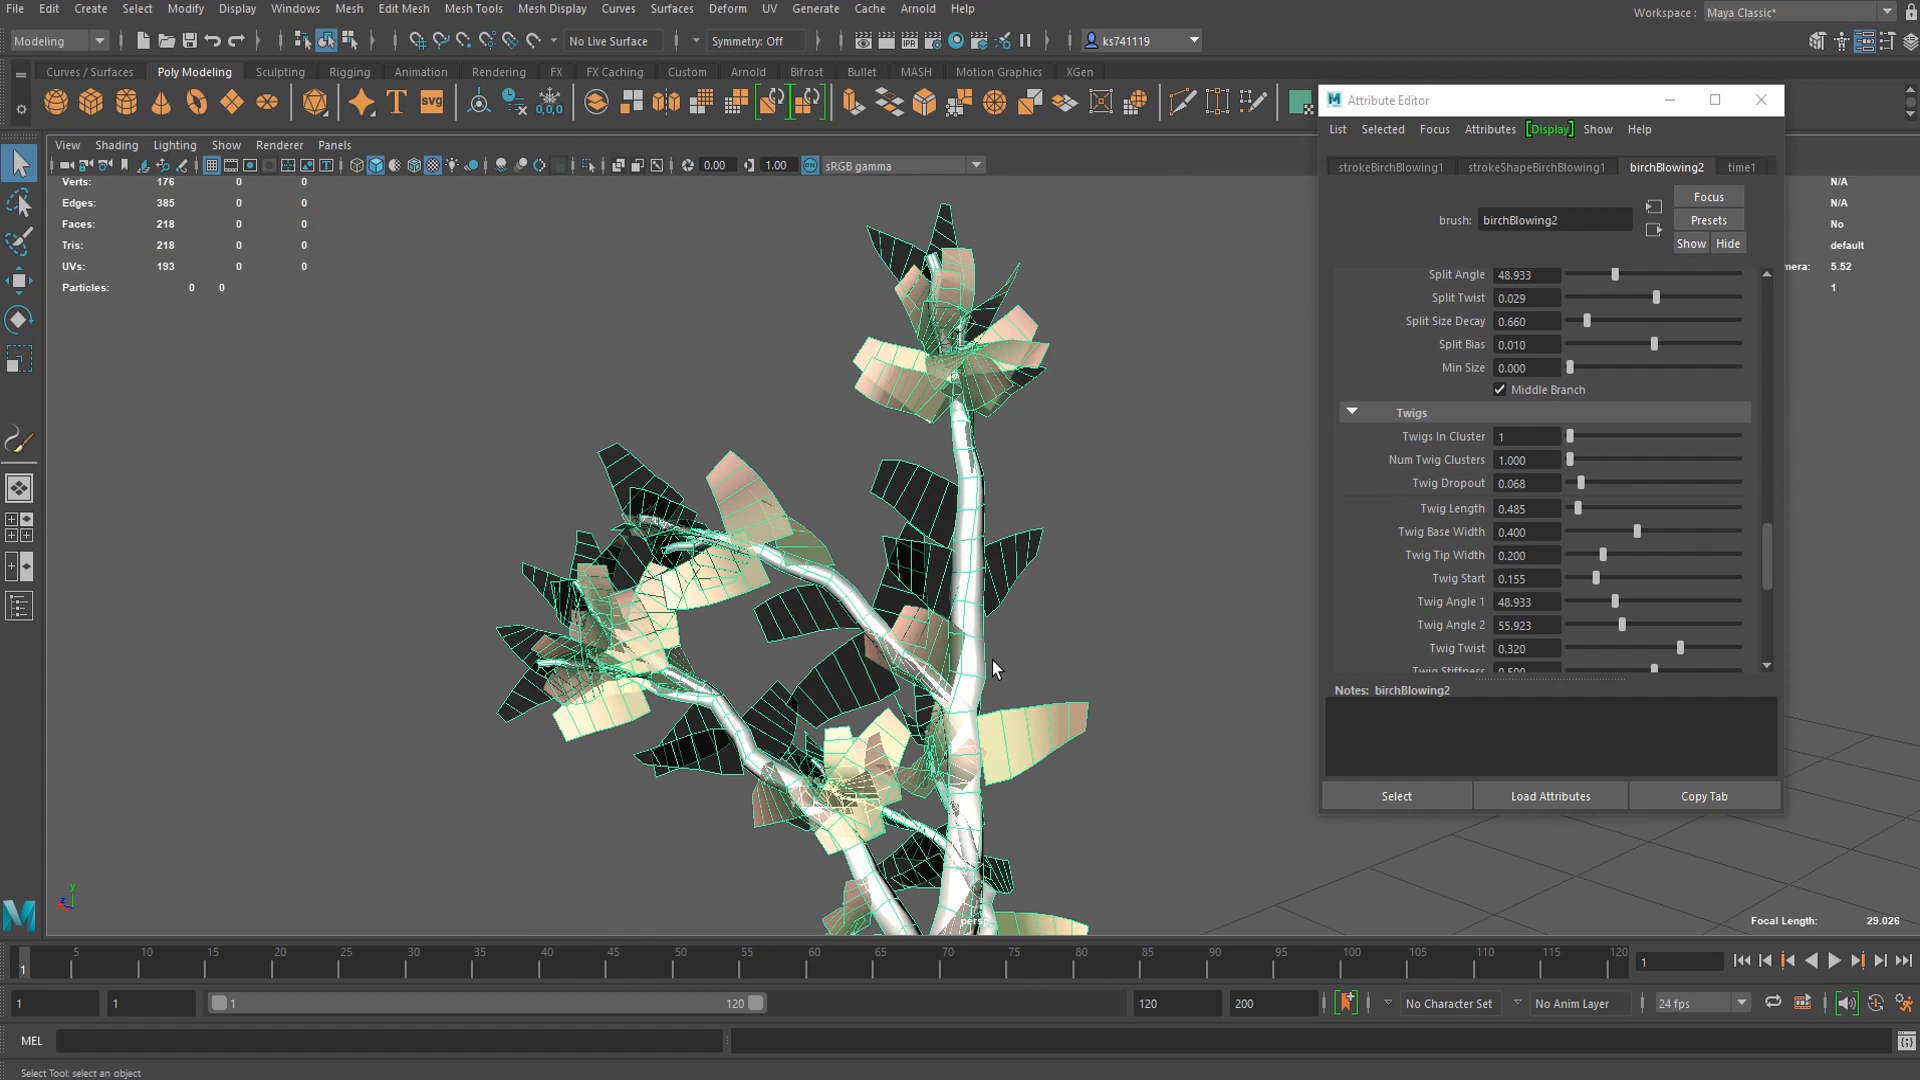 File Edit Create Select Modify Display Windows Mesh Edit Mesh Mesh Tools Mesh Display Curves Surfaces Deform UV Generate Cache Arnold Help
Workspace : Maya Classic*
Modeling No Live Surface Symmetry: Off ks741119
Curves / Surfaces Poly Modeling Sculpting Rigging Animation Rendering FX FX Caching Custom Arnold Bifrost Bullet MASH Motion Graphics XGen
SVG 0,0,0
Attribute Editor
List Selected Focus Attributes Display Show Help
View Shading Lighting Show Renderer Panels
0.00 1.00 sRGB gamma
strokeBirchBlowing1 strokeShapeBirchBlowing1 birchBlowing2 time1
Verts: 176 0 0
Edges: 385 0 0
Faces: 218 0 0
Tris: 218 0 0
UVs: 193 0 0
Particles: 0 0
N/A
N/A
No
default
mera: 5.52
1
Focus
brush: birchBlowing2 Presets
Show Hide
Split Angle 48.933
Split Twist 0.029
Split Size Decay 0.660
Split Bias 0.010
Min Size 0.000
Middle Branch
Twigs
Twigs In Cluster 1
Num Twig Clusters 1.000
Twig Dropout 0.068
Twig Length 0.485
Twig Base Width 0.400
Twig Tip Width 0.200
Twig Start 0.155
Twig Angle 1 48.933
Twig Angle 2 55.923
Twig Twist 0.320
Twig Stiffness 0.500
Notes: birchBlowing2
Select Load Attributes Copy Tab
y
z
persp
Focal Length: 29.026
1 5 10 15 20 25 30 35 40 45 50 55 60 65 70 75 80 85 90 95 100 105 110 115 120 1
1 1 1 120 120 200 No Character Set No Anim Layer 24 fps
MEL
Select Tool: select an object